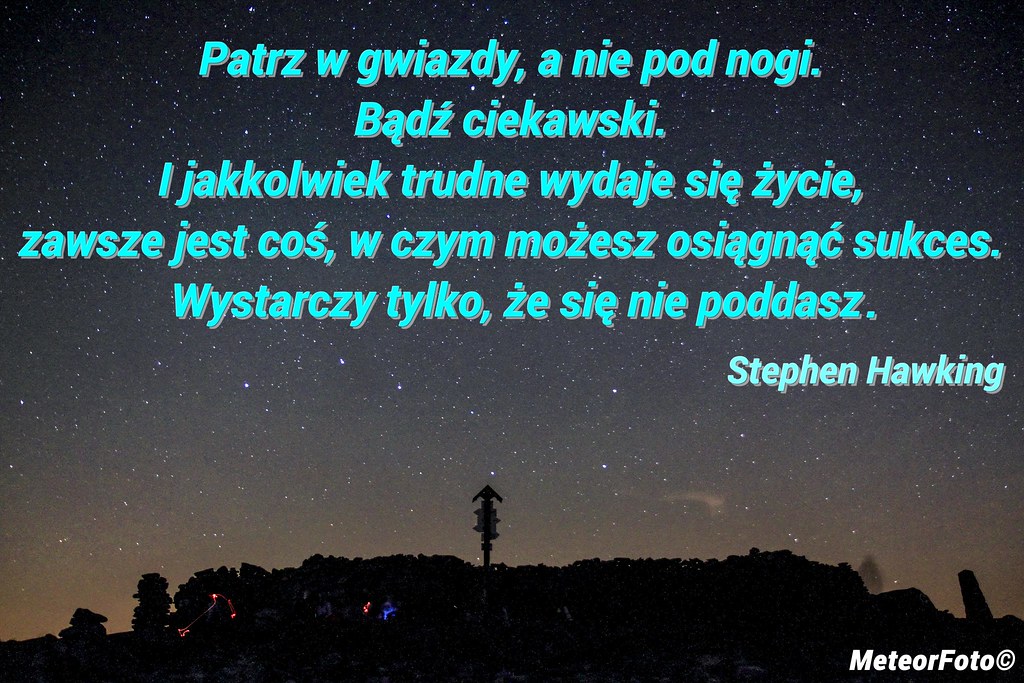 Patrz w gwiazdy, a nie pod nogi.
Bądź ciekawski.
I jakkolwiek trudne wydaje się życie,
zawsze jest coś, w czym możesz osiągnąć sukces.
Wystarczy tylko, że się nie poddasz.
Stephen Hawking
MeteorFoto©